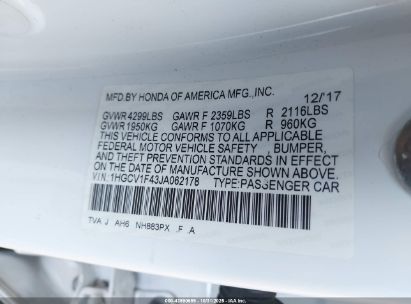 MFD.BY HONDA OF AMERICA MFG.,INC. 12/'17
GVWR 4299LBS GAWR F 2359LBS R 2116LBS
GVWR 1950KG GAWR F 1070KG R 960KG
THIS VEHICLE CONFORMS TO ALL APPLICABLE
FEDERAL MOTOR VEHICLE SAFETY, BUMPER,
AND THEFT PREVENTION STANDARDS IN EFFECT
ON THE DATE OF MANUFACTURE SHOWN ABOVE.
V.I.N.:1HGCV1F43JA062178 TYPE:PASSENGER CAR
TVA J AH6 NH883PX F A